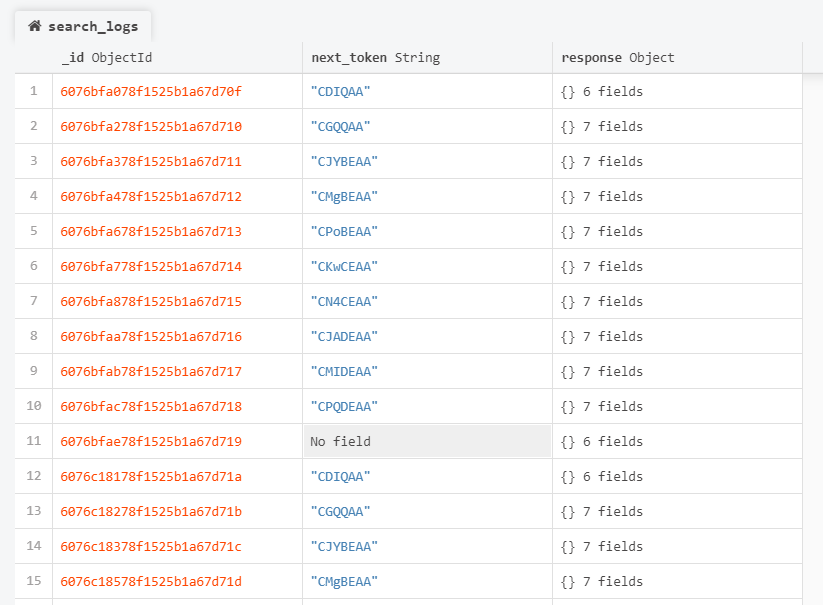 search_logs
_id ObjectId next_token String response Object
1 6076bfa078f1525b1a67d70f "CDIQAA" {} 6 fields
2 6076bfa278f1525b1a67d710 "CGQQAA" {} 7 fields
3 6076bfa378f1525b1a67d711 "CJYBEAA" {} 7 fields
4 6076bfa478f1525b1a67d712 "CMgBEAA" {} 7 fields
5 6076bfa678f1525b1a67d713 "CPoBEAA" {} 7 fields
6 6076bfa778f1525b1a67d714 "CKwCEAA" {} 7 fields
7 6076bfa878f1525b1a67d715 "CN4CEAA" {} 7 fields
8 6076bfaa78f1525b1a67d716 "CJADEAA" {} 7 fields
9 6076bfab78f1525b1a67d717 "CMIDEAA" {} 7 fields
10 6076bfac78f1525b1a67d718 "CPQDEAA" {} 7 fields
11 6076bfae78f1525b1a67d719 No field {} 6 fields
12 6076c18178f1525b1a67d71a "CDIQAA" {} 6 fields
13 6076c18278f1525b1a67d71b "CGQQAA" {} 7 fields
14 6076c18378f1525b1a67d71c "CJYBEAA" {} 7 fields
15 6076c18578f1525b1a67d71d "CMgBEAA" {} 7 fields